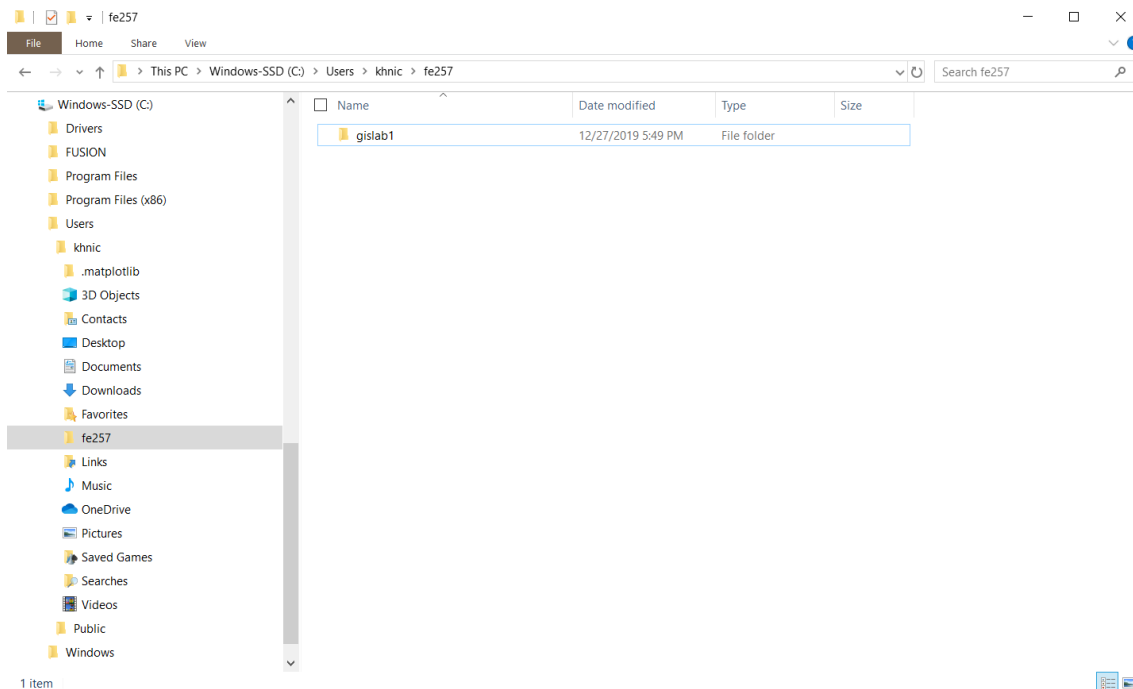 fe257
File Home Share View
This PC > Windows-SSD (C:) > Users > khnic > fe257
Search fe257
Windows-SSD (C:)
Drivers
FUSION
Program Files
Program Files (x86)
Users
khnic
.matplotlib
3D Objects
Contacts
Desktop
Documents
Downloads
Favorites
fe257
Links
Music
OneDrive
Pictures
Saved Games
Searches
Videos
Public
Windows
Name Date modified Type Size
gislab1 12/27/2019 5:49 PM File folder
1 item